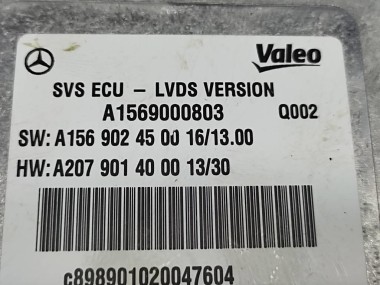 Valeo
SVS ECU - LVDS VERSION
A1569000803 Q002
SW: A156 902 45 00 16/13.00
HW: A207 901 40 00 13/30
c898901020047604